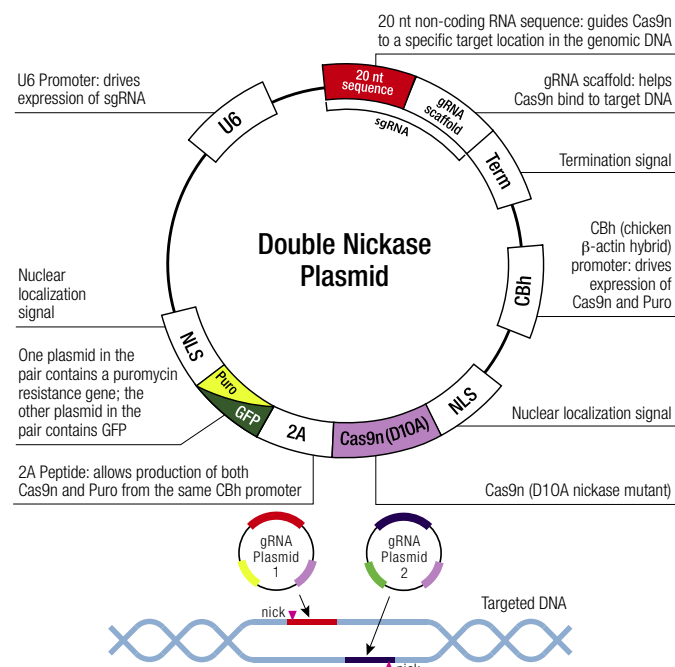 20 nt non-coding RNA sequence: guides Cas9n
to a specific target location in the genomic DNA
U6 Promoter: drives
expression of sgRNA
gRNA scaffold: helps
Cas9n bind to target DNA
20 nt
sequence
gRNA
scaffold
sgRNA
U6
Term
Termination signal
Double Nickase
Plasmid
CBh (chicken
β-actin hybrid)
promoter: drives
expression of
Cas9n and Puro
CBh
Nuclear
localization
signal
NLS
One plasmid in the
pair contains a puromycin
resistance gene; the
other plasmid in the
pair contains GFP
Puro
GFP
2A
Cas9n (D10A)
NLS
Nuclear localization signal
2A Peptide: allows production of both
Cas9n and Puro from the same CBh promoter
Cas9n (D10A nickase mutant)
gRNA
Plasmid
1
gRNA
Plasmid
2
Targeted DNA
nick
nick